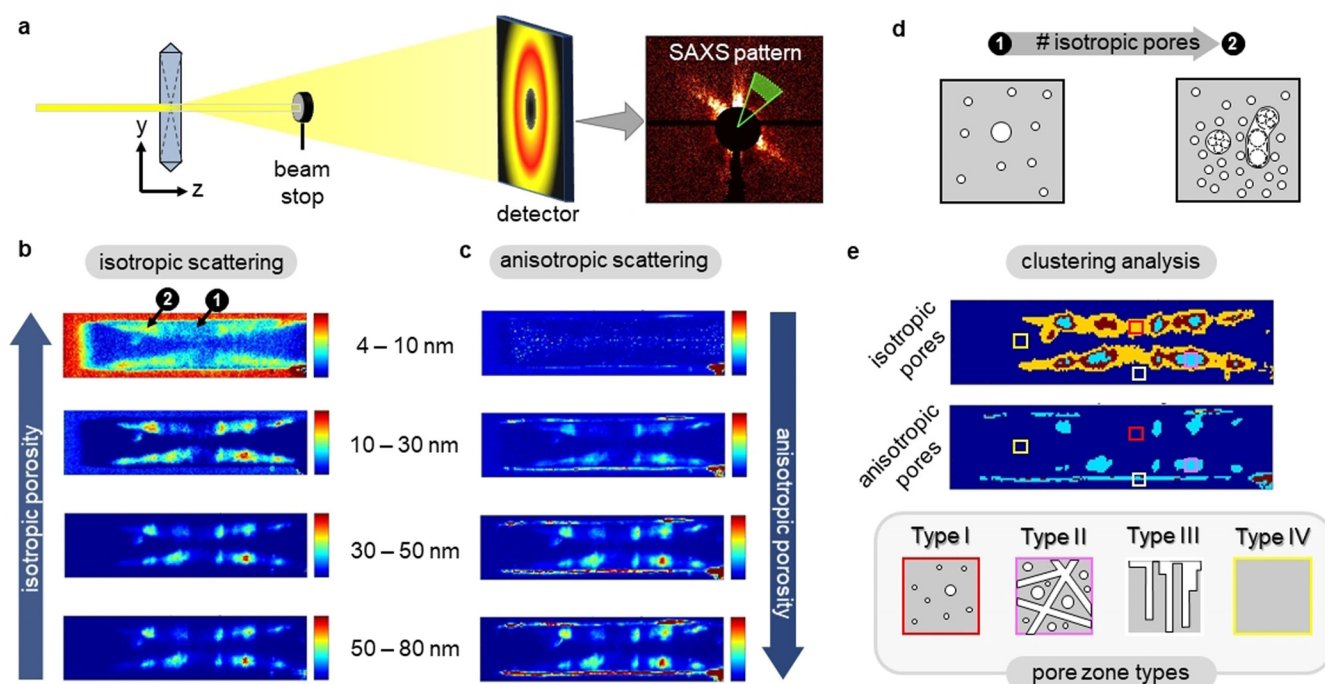 a
y
z
beam
stop
detector
SAXS pattern
d
1
# isotropic pores
2
b
isotropic scattering
c
anisotropic scattering
2
1
4 – 10 nm
10 – 30 nm
30 – 50 nm
50 – 80 nm
isotropic porosity
anisotropic porosity
e
clustering analysis
isotropic
pores
anisotropic
pores
Type I
Type II
Type III
Type IV
pore zone types